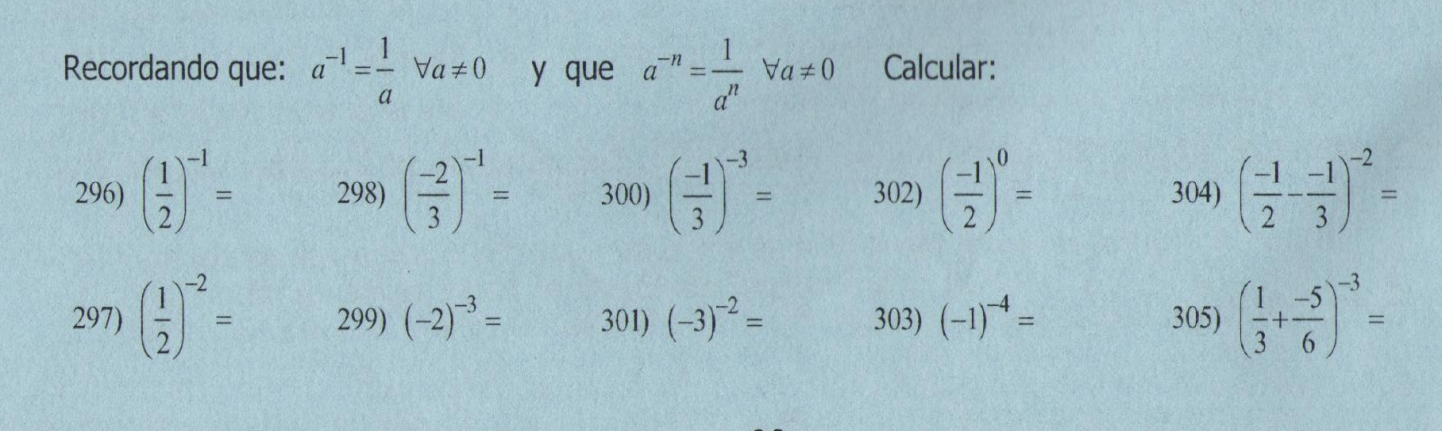 Recordando que: a⁻¹ = 1/a ∀a ≠ 0 y que a⁻ⁿ = 1/aⁿ ∀a ≠ 0 Calcular:
296) (1/2)⁻¹ = 298) (-2/3)⁻¹ = 300) (-1/3)⁻³ = 302) (-1/2)⁰ = 304) (-1/2 - -1/3)⁻² =
297) (1/2)⁻² = 299) (-2)⁻³ = 301) (-3)⁻² = 303) (-1)⁻⁴ = 305) (1/3 + -5/6)⁻³ =